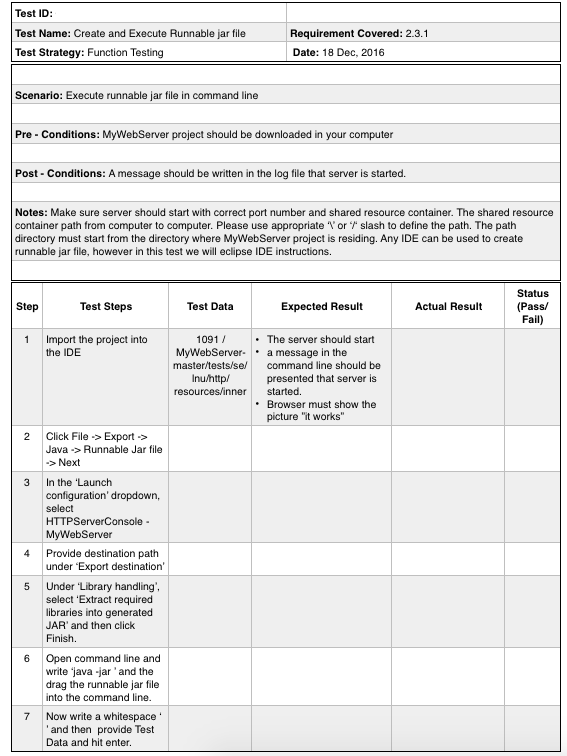 Test ID:
Test Name: Create and Execute Runnable jar file
Requirement Covered: 2.3.1
Test Strategy: Function Testing
Date: 18 Dec, 2016
Scenario: Execute runnable jar file in command line
Pre - Conditions: MyWebServer project should be downloaded in your computer
Post - Conditions: A message should be written in the log file that server is started.
Notes: Make sure server should start with correct port number and shared resource container. The shared resource
container path from computer to computer. Please use appropriate ‘\’ or ‘/’ slash to define the path. The path
directory must start from the directory where MyWebServer project is residing. Any IDE can be used to create
runnable jar file, however in this test we will eclipse IDE instructions.
Step
Test Steps
Test Data
Expected Result
Actual Result
Status
(Pass/
Fail)
1
Import the project into
the IDE
1091 /
MyWebServer-
master/tests/se/
lnu/http/
resources/inner
• The server should start
• a message in the
command line should be
presented that server is
started.
• Browser must show the
picture "it works"
2
Click File -> Export ->
Java -> Runnable Jar file
-> Next
3
In the ‘Launch
configuration’ dropdown,
select
HTTPServerConsole -
MyWebServer
4
Provide destination path
under ‘Export destination’
5
Under ‘Library handling’,
select ‘Extract required
libraries into generated
JAR’ and then click
Finish.
6
Open command line and
write ‘java -jar ’ and the
drag the runnable jar file
into the command line.
7
Now write a whitespace ‘
’ and then  provide Test
Data and hit enter.